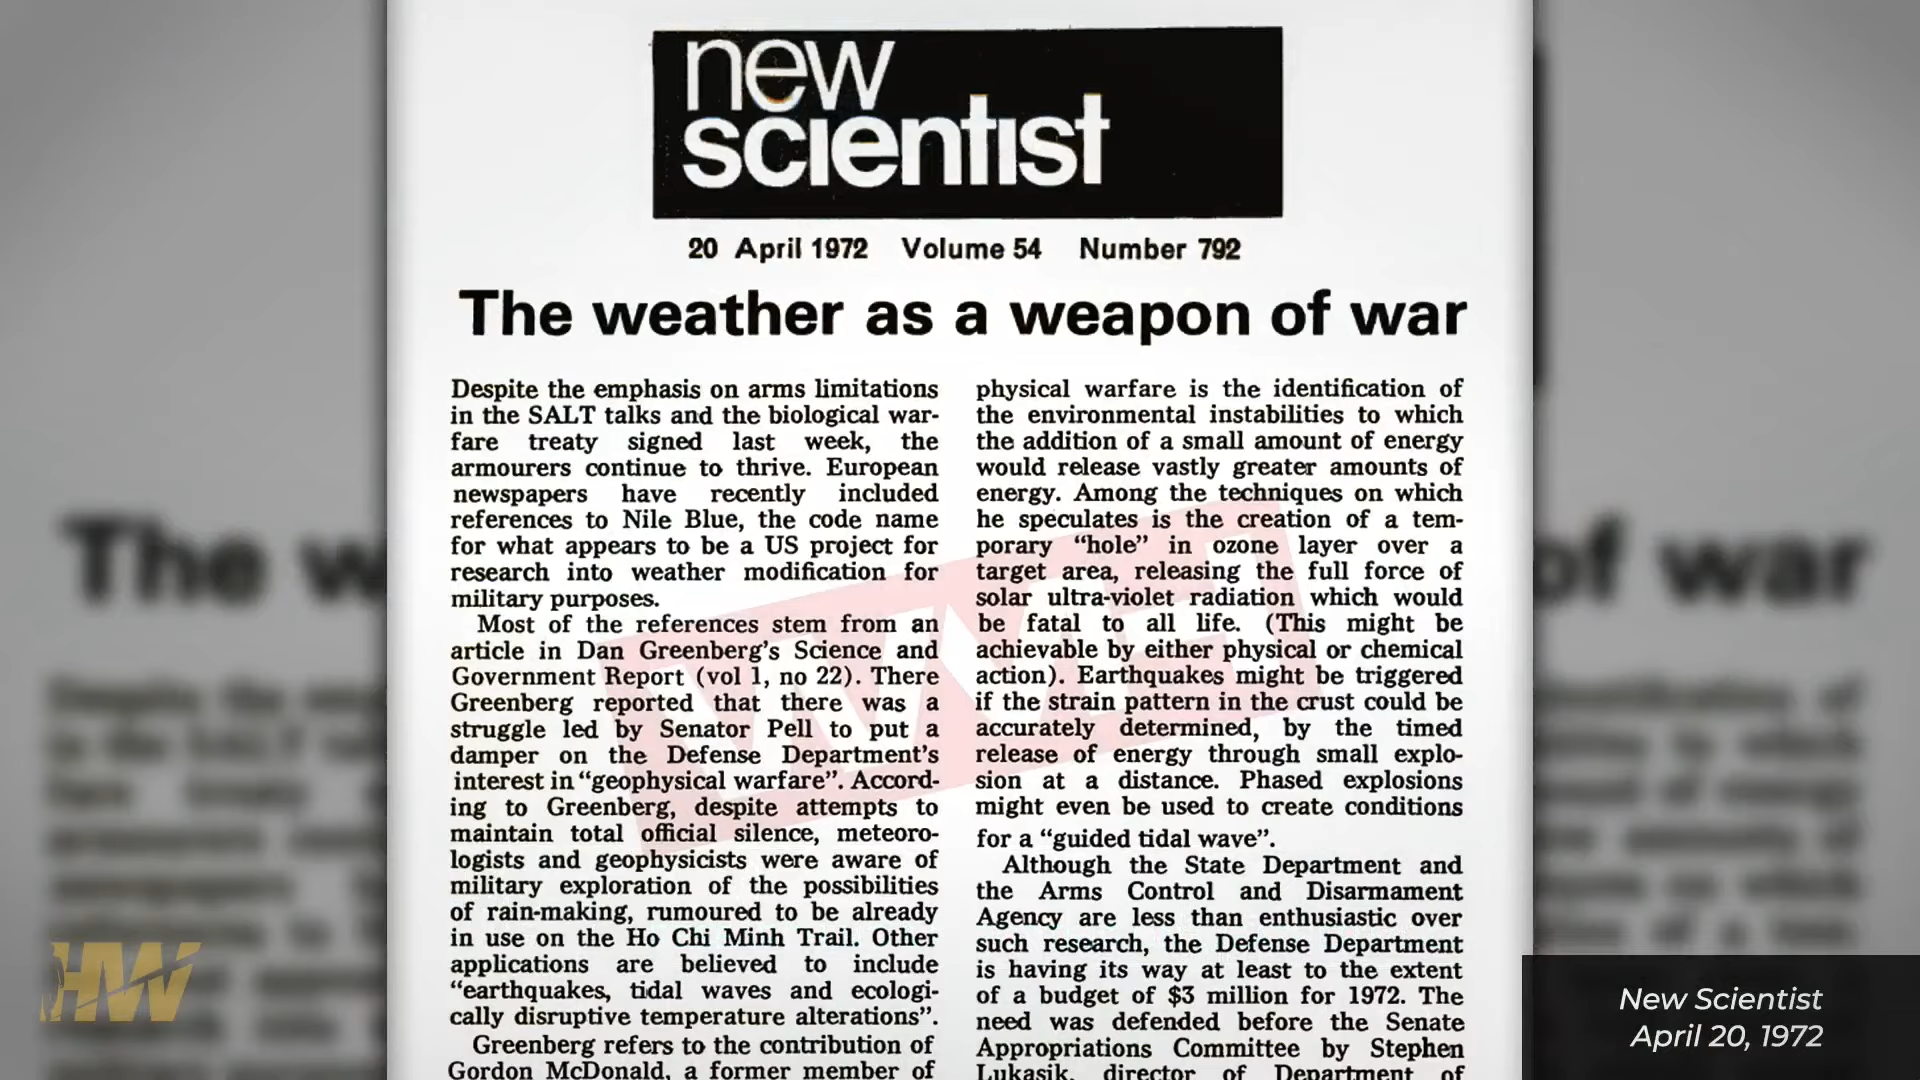 new
scientist
20 April 1972 Volume 54 Number 792
The weather as a weapon of war
Despite the emphasis on arms limitations
in the SALT talks and the biological war-
fare treaty signed last week, the
armourers continue to thrive. European
newspapers have recently included
references to Nile Blue, the code name
for what appears to be a US project for
research into weather modification for
military purposes.
Most of the references stem from an
article in Dan Greenberg's Science and
Government Report (vol 1, no 22). There
Greenberg reported that there was a
struggle led by Senator Pell to put a
damper on the Defense Department's
interest in "geophysical warfare". Accord-
ing to Greenberg, despite attempts to
maintain total official silence, meteoro-
logists and geophysicists were aware of
military exploration of the possibilities
of rain-making, rumoured to be already
in use on the Ho Chi Minh Trail. Other
applications are believed to include
"earthquakes, tidal waves and ecologi-
cally disruptive temperature alterations".
Greenberg refers to the contribution of
Gordon McDonald, a former member of
physical warfare is the identification of
the environmental instabilities to which
the addition of a small amount of energy
would release vastly greater amounts of
energy. Among the techniques on which
he speculates is the creation of a tem-
porary "hole" in ozone layer over a
target area, releasing the full force of
solar ultra-violet radiation which would
be fatal to all life. (This might be
achievable by either physical or chemical
action). Earthquakes might be triggered
if the strain pattern in the crust could be
accurately determined, by the timed
release of energy through small explo-
sion at a distance. Phased explosions
might even be used to create conditions
for a "guided tidal wave".
Although the State Department and
the Arms Control and Disarmament
Agency are less than enthusiastic over
such research, the Defense Department
is having its way at least to the extent
of a budget of $3 million for 1972. The
need was defended before the Senate
Appropriations Committee by Stephen
Lukasik, director of Department of
HW
New Scientist
April 20, 1972
The w
of war